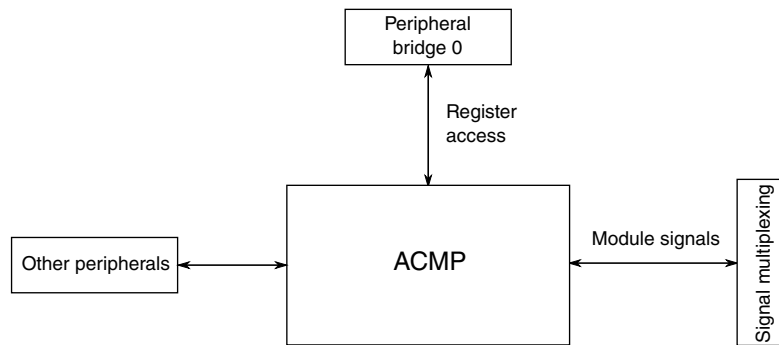 Peripheral
bridge 0
Register
access
Other peripherals
ACMP
Module signals
Signal multiplexing